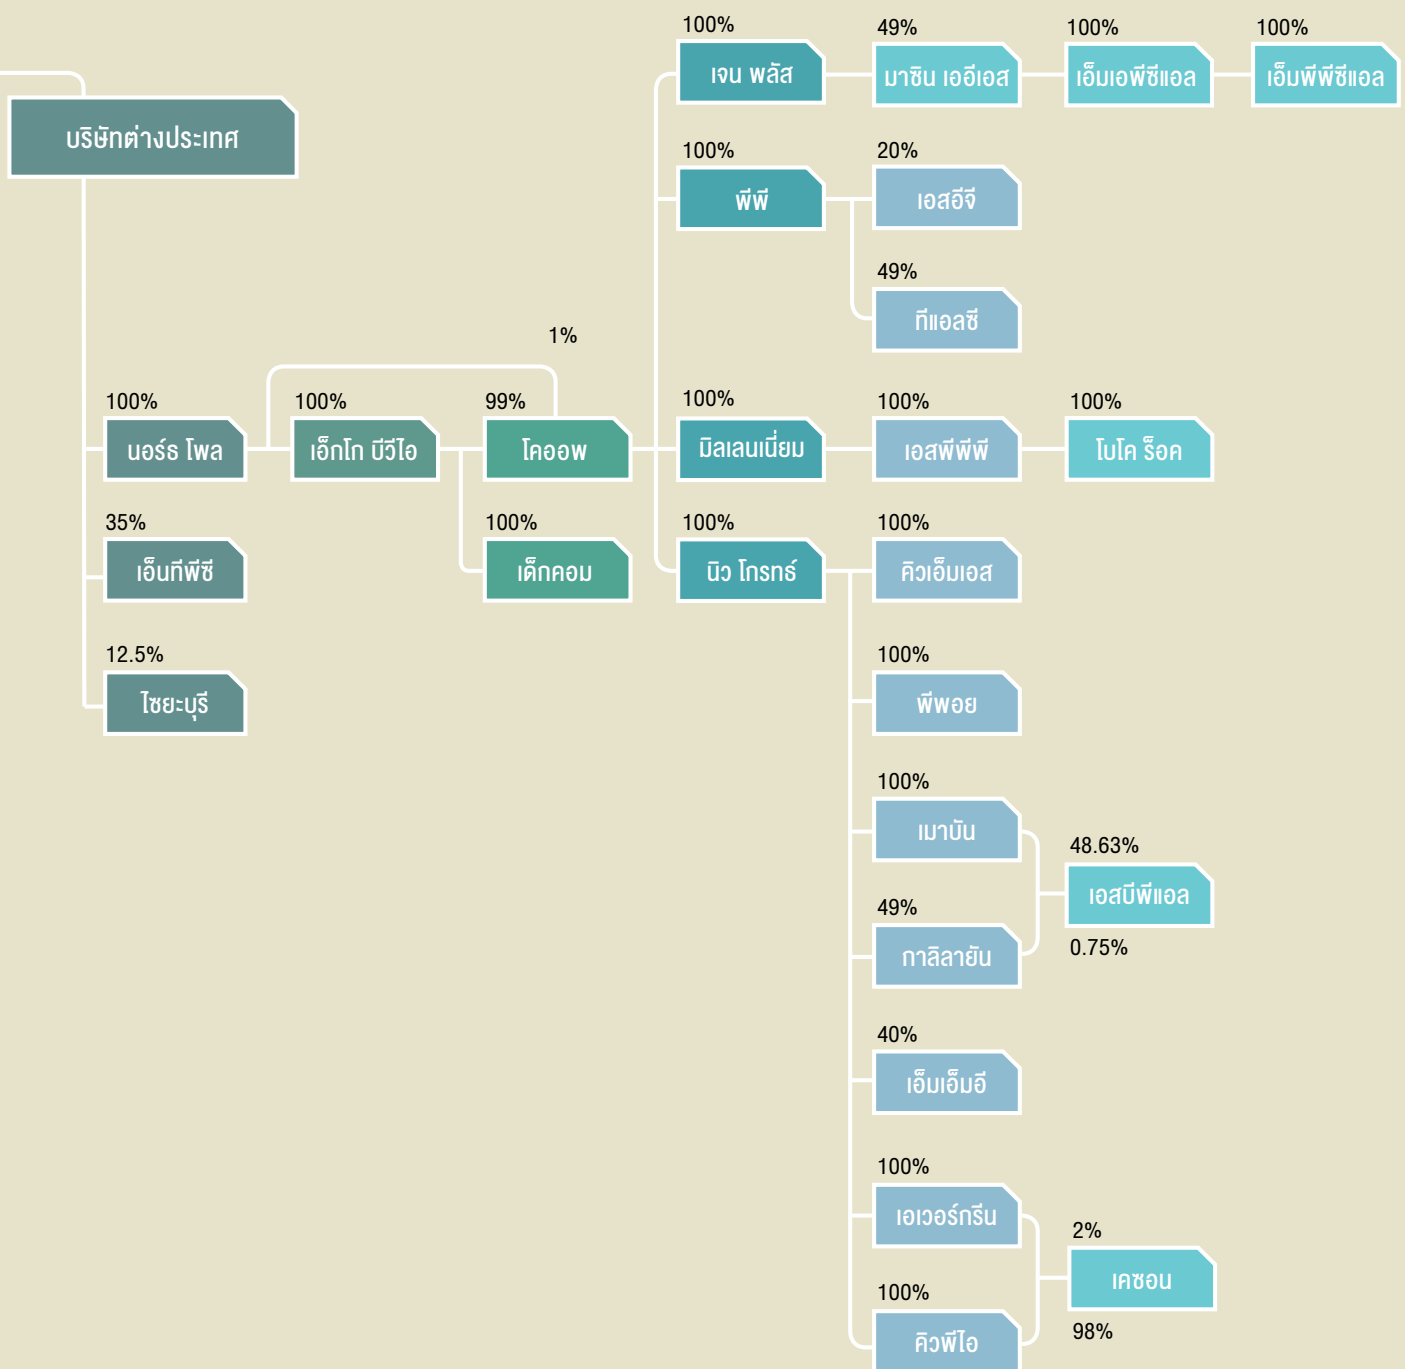 บริษัทต่างประเทศ
100%
เจน พลัส
49%
มาซิน เออีเอส
100%
เอ็มเอพีซีแอล
100%
เอ็มพีพีซีแอล
100%
พีพี
20%
เอสอีจี
49%
ทีแอลซี
1%
100%
นอร์ธ โพล
100%
เอ็กโก บีวีไอ
99%
โคออพ
100%
มิลเลนเนี่ยม
100%
เอสพีพีพี
100%
โบโค ร็อค
35%
เอ็นทีพีซี
100%
เด็กคอม
100%
นิว โกรทธ์
100%
คิวเอ็มเอส
12.5%
ไซยะบุรี
100%
พีพอย
100%
เมาบัน
48.63%
เอสบีพีแอล
0.75%
49%
กาลิลายัน
40%
เอ็มเอ็มอี
100%
เอเวอร์กรีน
2%
เคซอน
98%
100%
คิวพีไอ